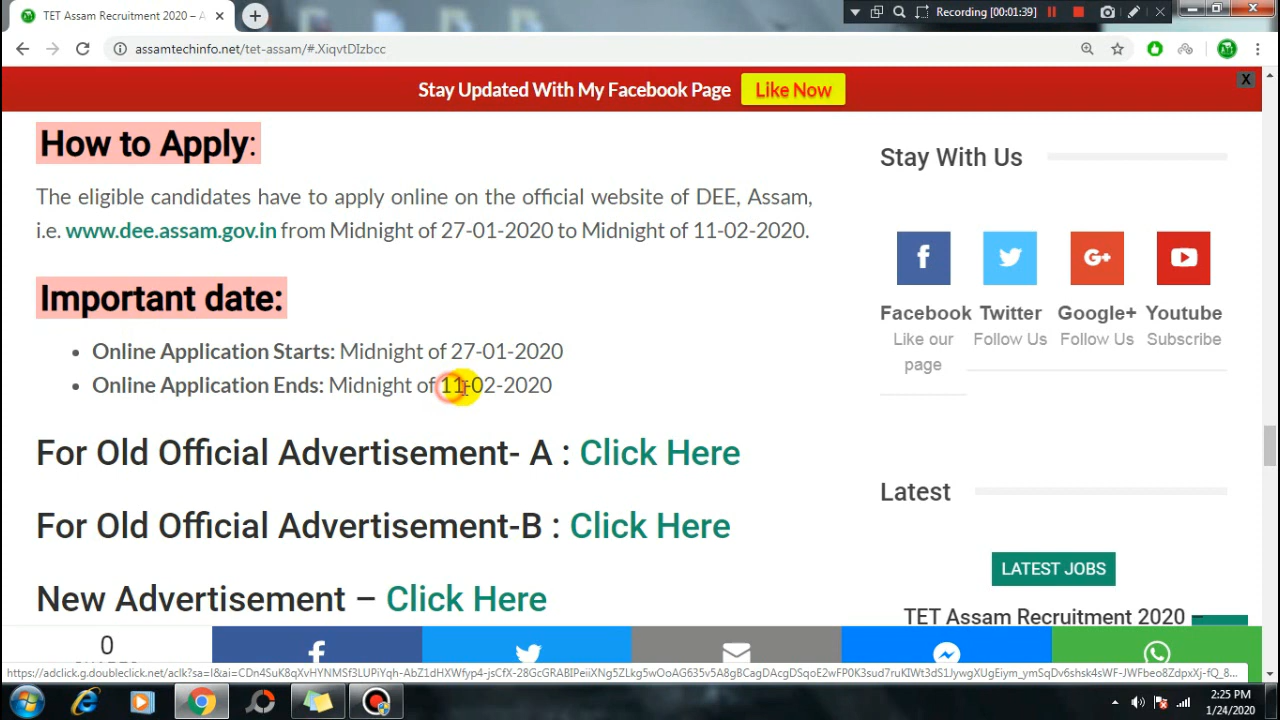 TET Assam Recruitment 2020 – A
Recording [00:01:39]
assamtechinfo.net/tet-assam/#.XiqvtDIzbcc
Stay Updated With My Facebook Page Like Now
X
How to Apply:
The eligible candidates have to apply online on the official website of DEE, Assam,
i.e. www.dee.assam.gov.in from Midnight of 27-01-2020 to Midnight of 11-02-2020.
Important date:
Online Application Starts: Midnight of 27-01-2020
Online Application Ends: Midnight of 11-02-2020
For Old Official Advertisement- A : Click Here
For Old Official Advertisement-B : Click Here
New Advertisement – Click Here
Stay With Us
Facebook Twitter Google+ Youtube
Like our Follow Us Follow Us Subscribe
page
Latest
LATEST JOBS
TET Assam Recruitment 2020 –
0
2:25 PM
1/24/2020